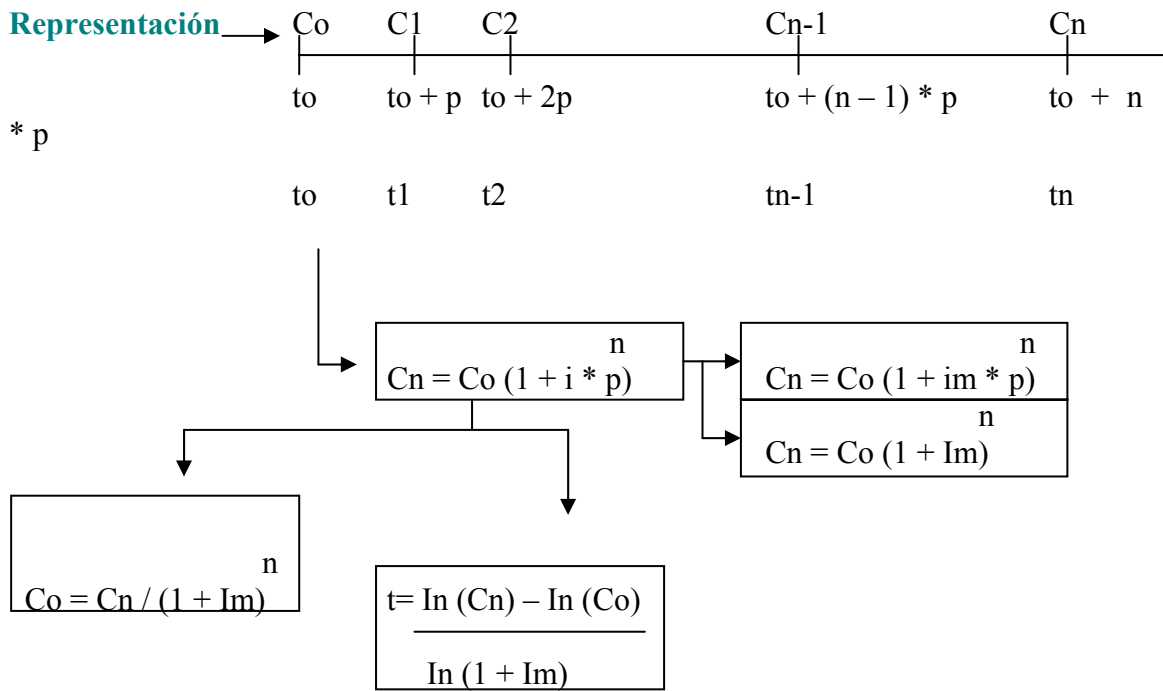 Representación Co C1 C2 Cn-1 Cn
to to + p to + 2p to + (n – 1) * p to + n
* p
to t1 t2 tn-1 tn
n
Cn = Co (1 + i * p)
n
Cn = Co (1 + im * p)
n
Cn = Co (1 + Im)
n
Co = Cn / (1 + Im)
t= In (Cn) – In (Co)
In (1 + Im)